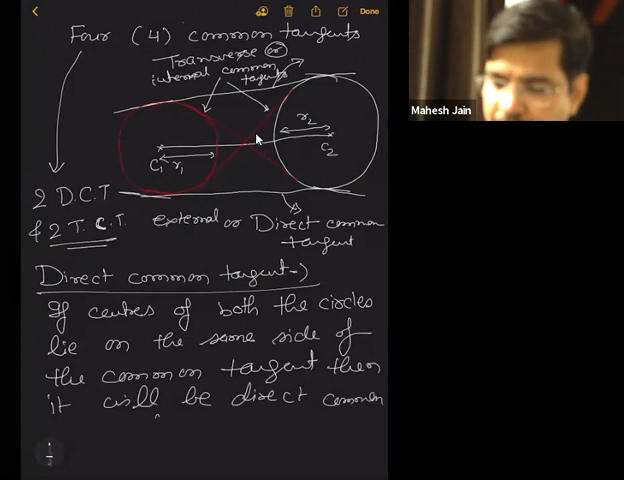 Done
Four (4) common tangents
Transverse or
internal common
tangents
Mahesh Jain
r2
C1 r1
C2
2 D.C.T
& 2 T.C.T. external or Direct common
tangent
Direct common tangent -)
If centres of both the circles
lie on the same side of
the common tangent then
it will be direct common
1
2